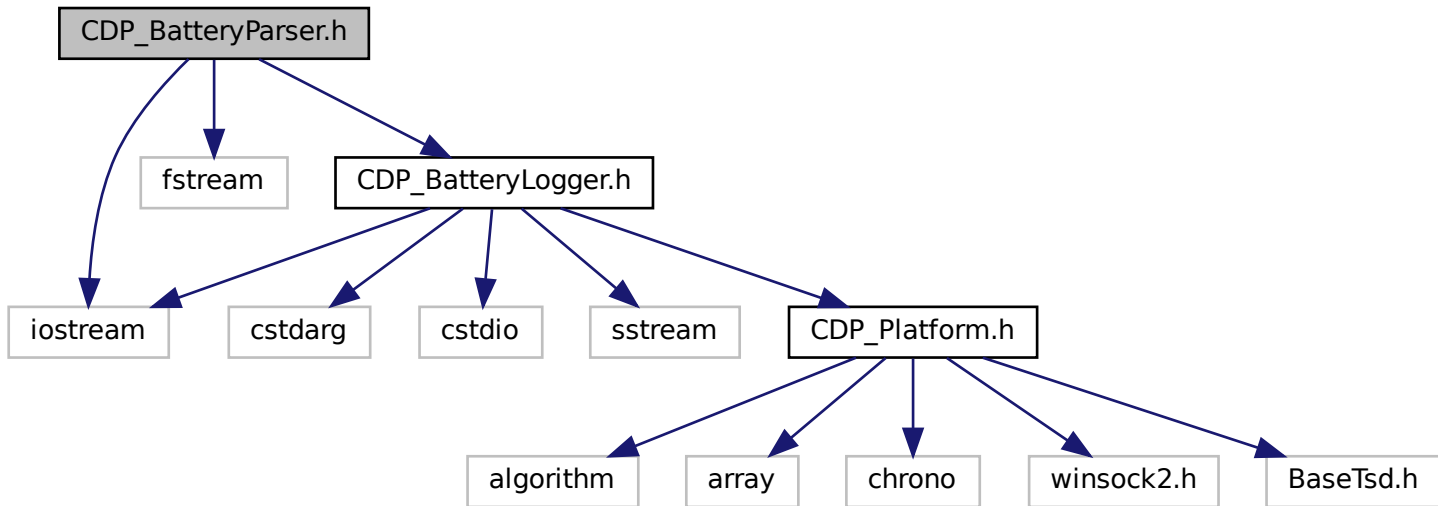 CDP_BatteryParser.h
fstream
CDP_BatteryLogger.h
iostream
cstdarg
cstdio
sstream
CDP_Platform.h
algorithm
array
chrono
winsock2.h
BaseTsd.h